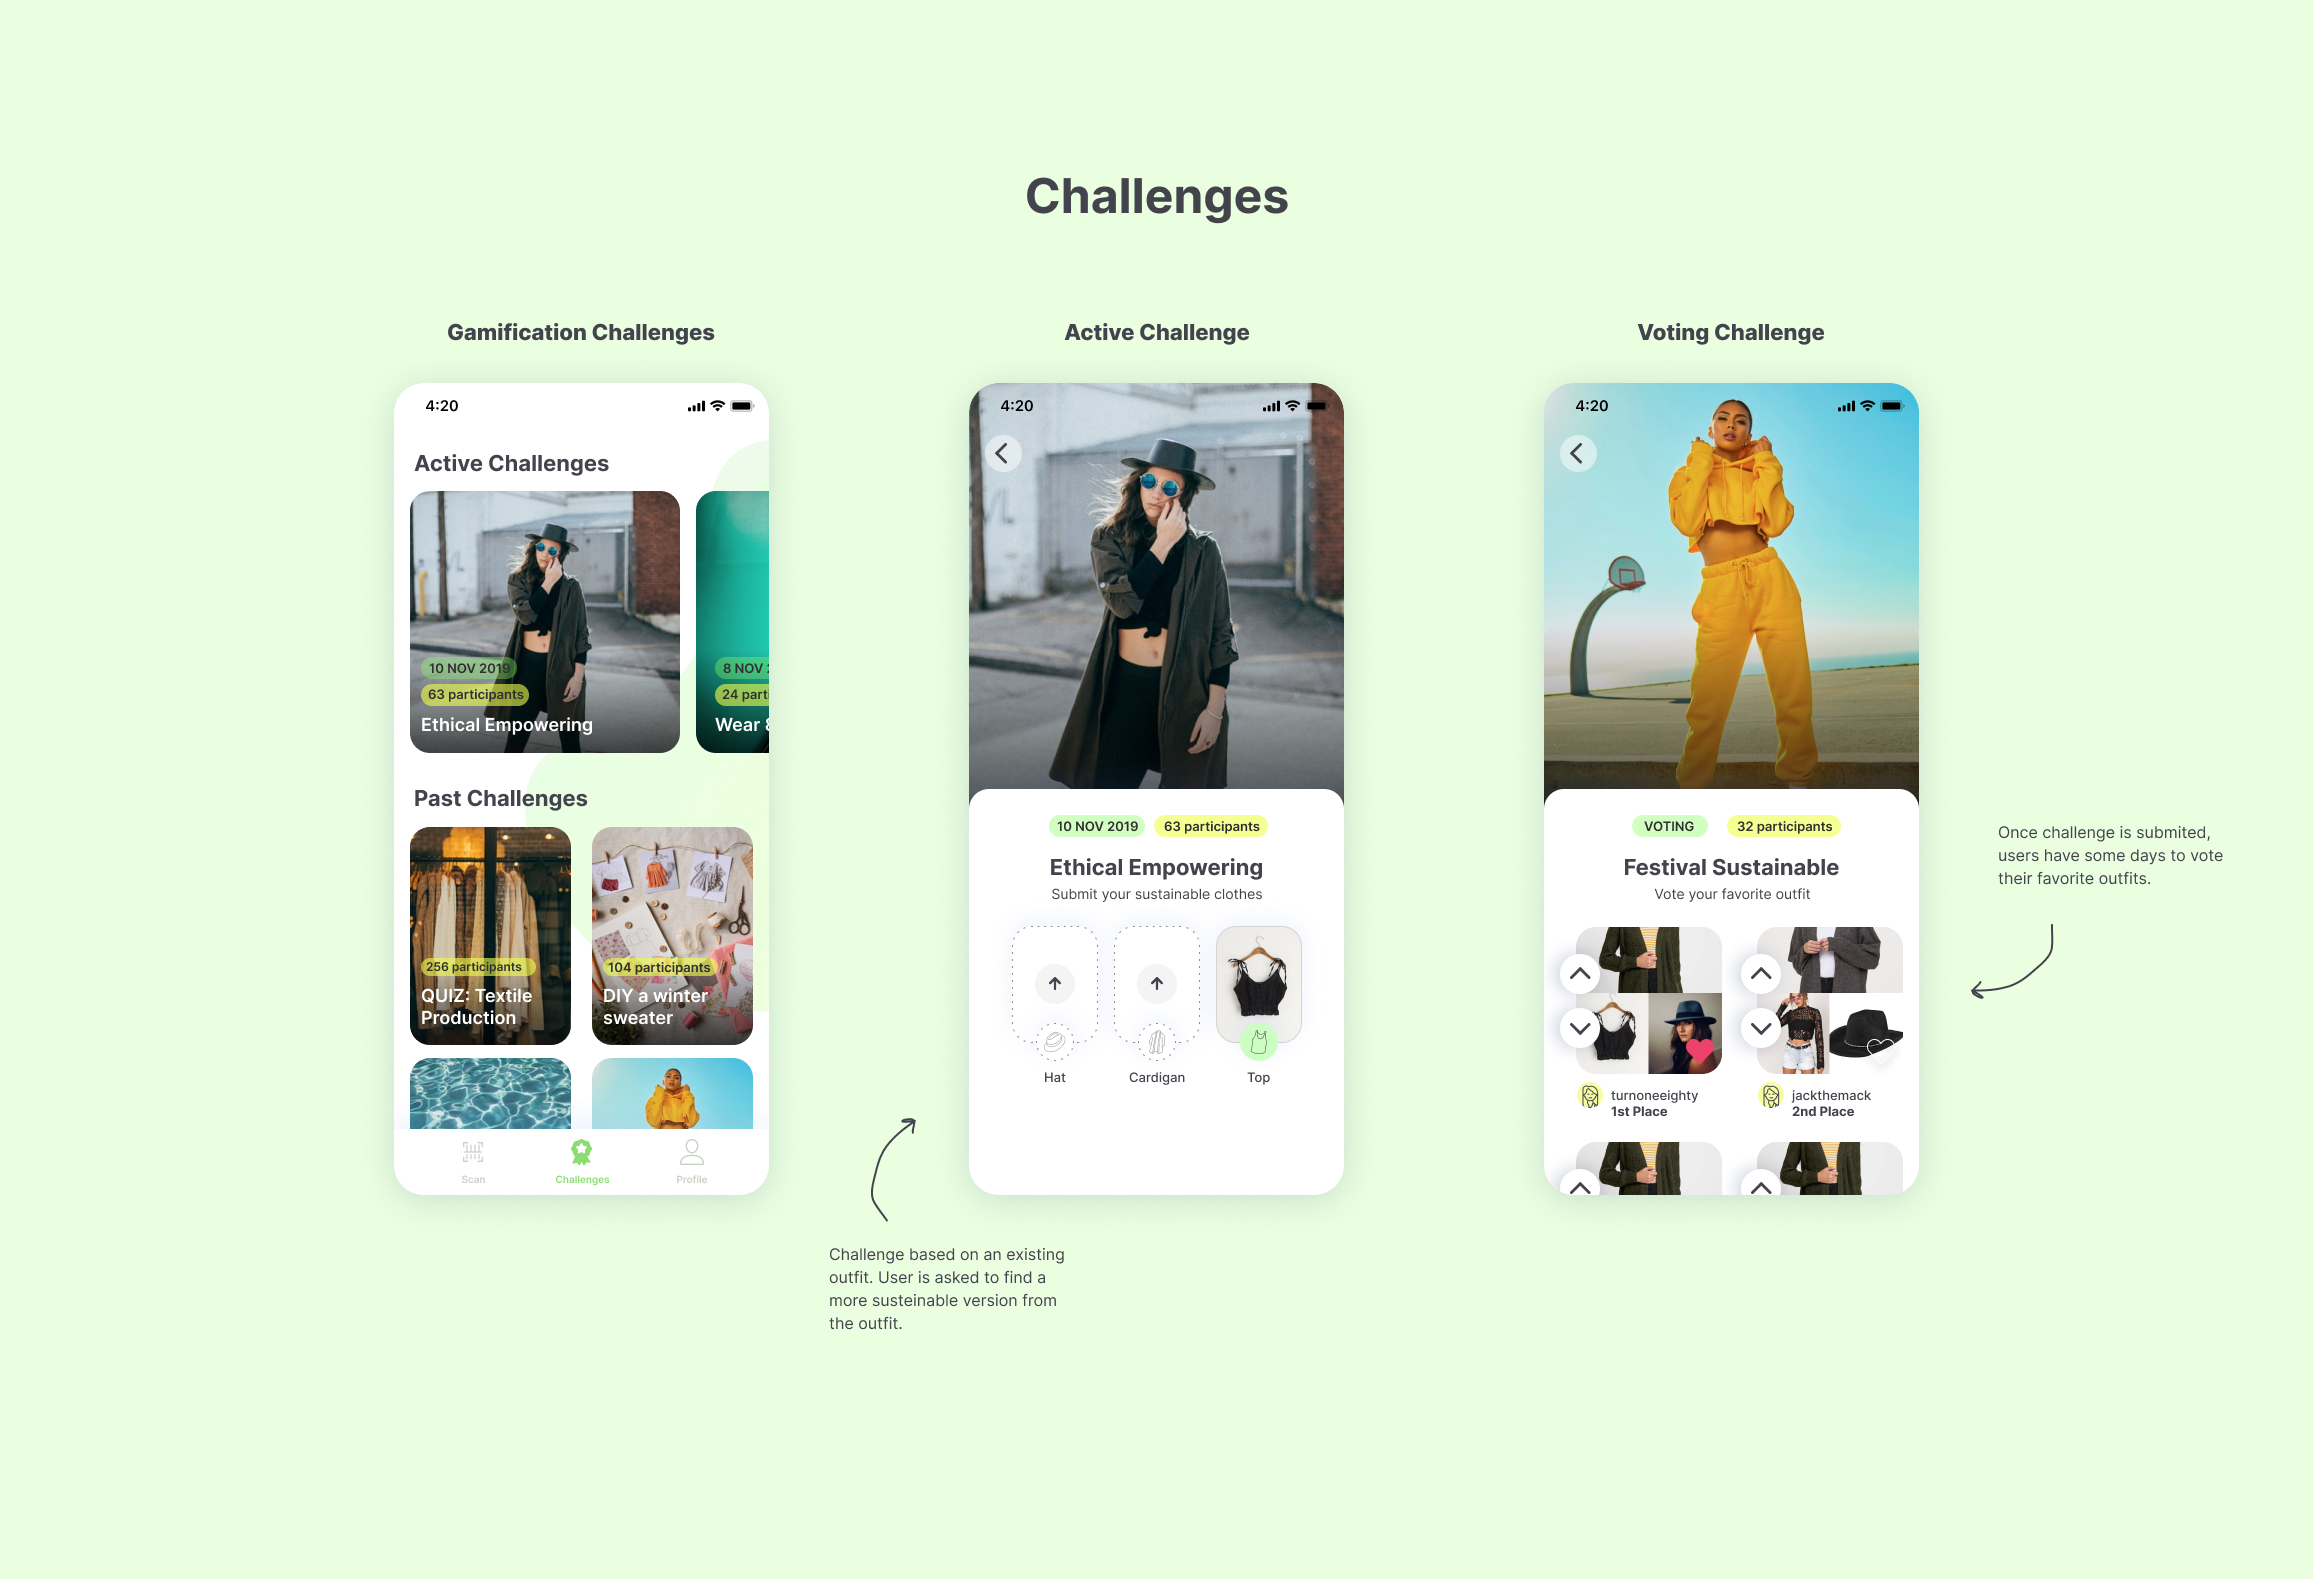 Challenges
Gamification Challenges
4:20
Active Challenges
10 NOV 2019
63 participants
Ethical Empowering
8 NOV
24 part
Wear &
Past Challenges
256 participants
QUIZ: Textile
Production
104 participants
DIY a winter
sweater
Scan
Challenges
Profile
Active Challenge
4:20
10 NOV 2019
63 participants
Ethical Empowering
Submit your sustainable clothes
Hat
Cardigan
Top
Challenge based on an existing
outfit. User is asked to find a
more susteinable version from
the outfit.
Voting Challenge
4:20
VOTING
32 participants
Festival Sustainable
Vote your favorite outfit
turnoneeighty
1st Place
jackthemack
2nd Place
Once challenge is submited,
users have some days to vote
their favorite outfits.